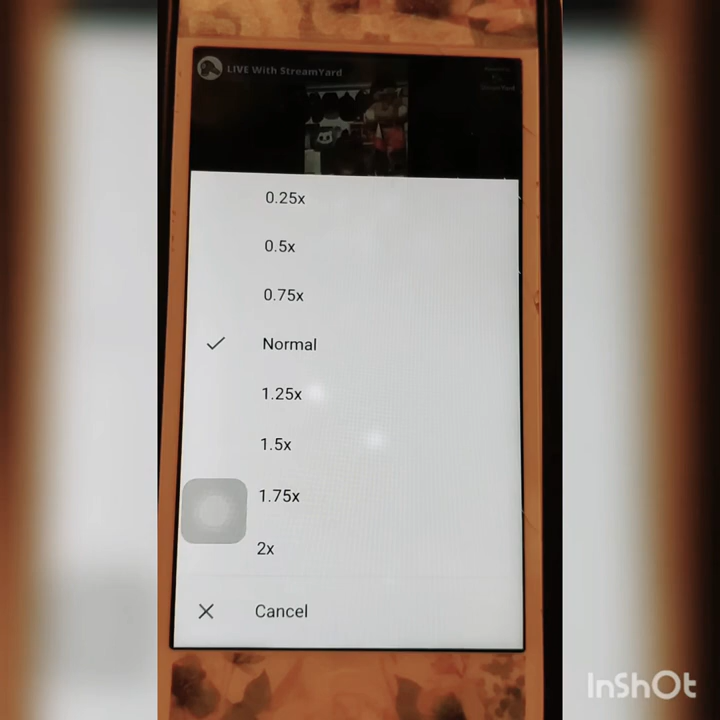 LIVE With StreamYard
0.25x
0.5x
0.75x
Normal
1.25x
1.5x
1.75x
2x
Cancel
InShOt